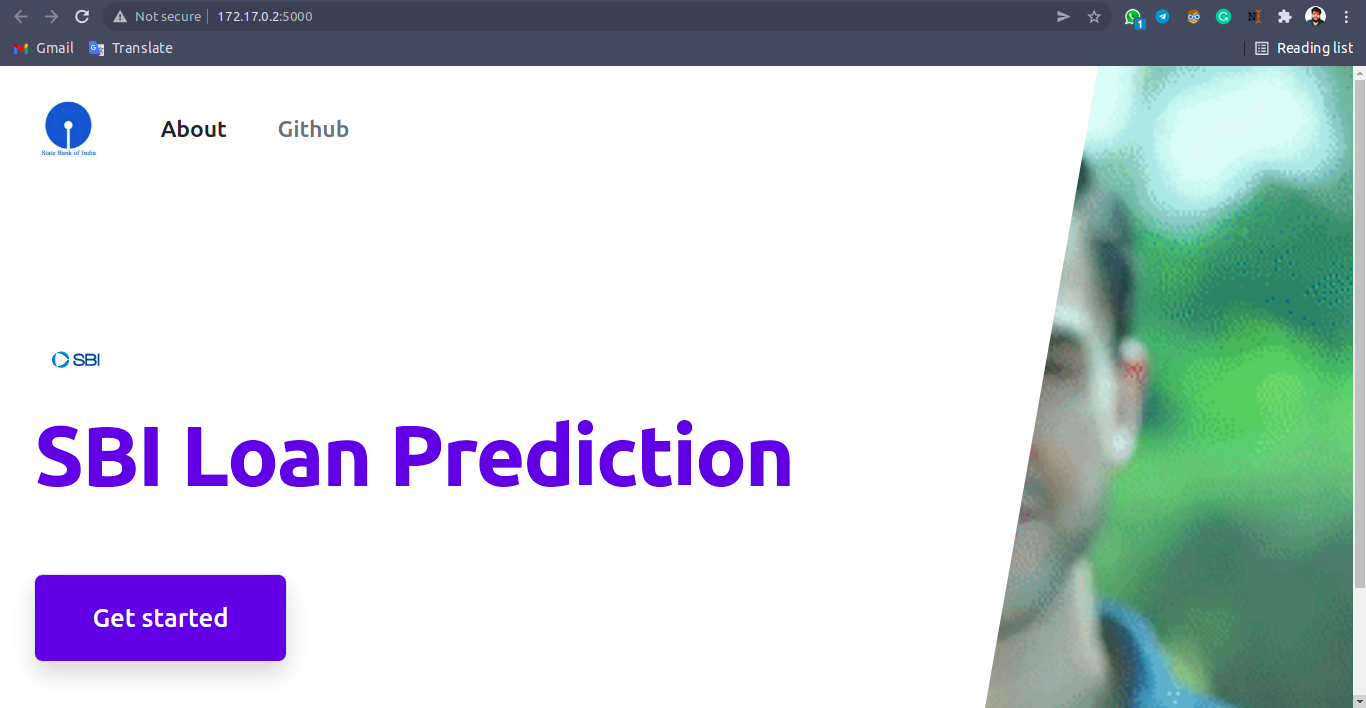 Not secure 172.17.0.2:5000
1
Gmail Translate Reading list
State Bank of India
About Github
SBI
SBI Loan Prediction
Get started